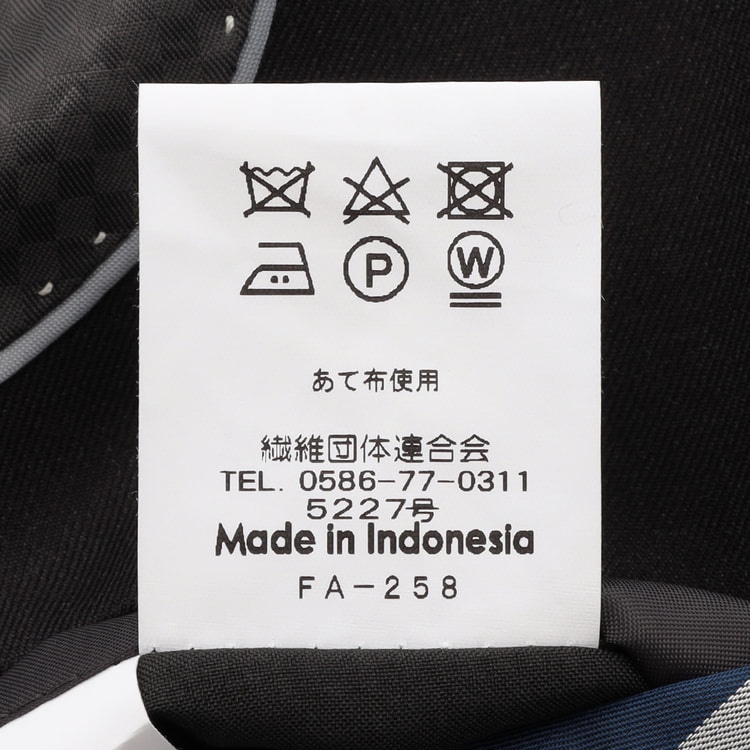 P W
あて布使用
繊維団体連合会
TEL. 0586-77-0311
5227号
Made in Indonesia
FA-258